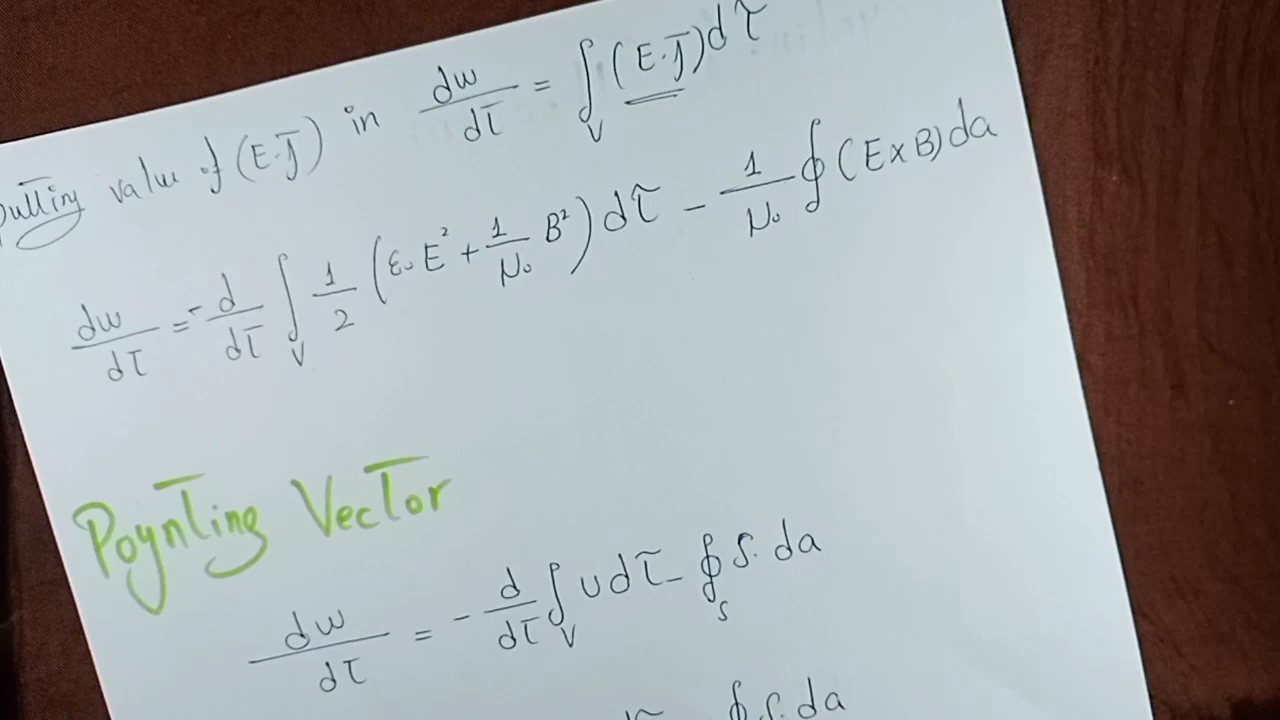 putting value of (E.J̄) in dw/dτ = ∫_V (E.J̄)dτ
dw/dτ = -d/dτ ∫_V 1/2 (ε₀E² + 1/μ₀ B²)dτ - 1/μ₀ ∮(E×B)da
Poynting Vector
dw/dτ = - d/dτ ∫_V U dτ - ∮_S S. da
∮ S. da